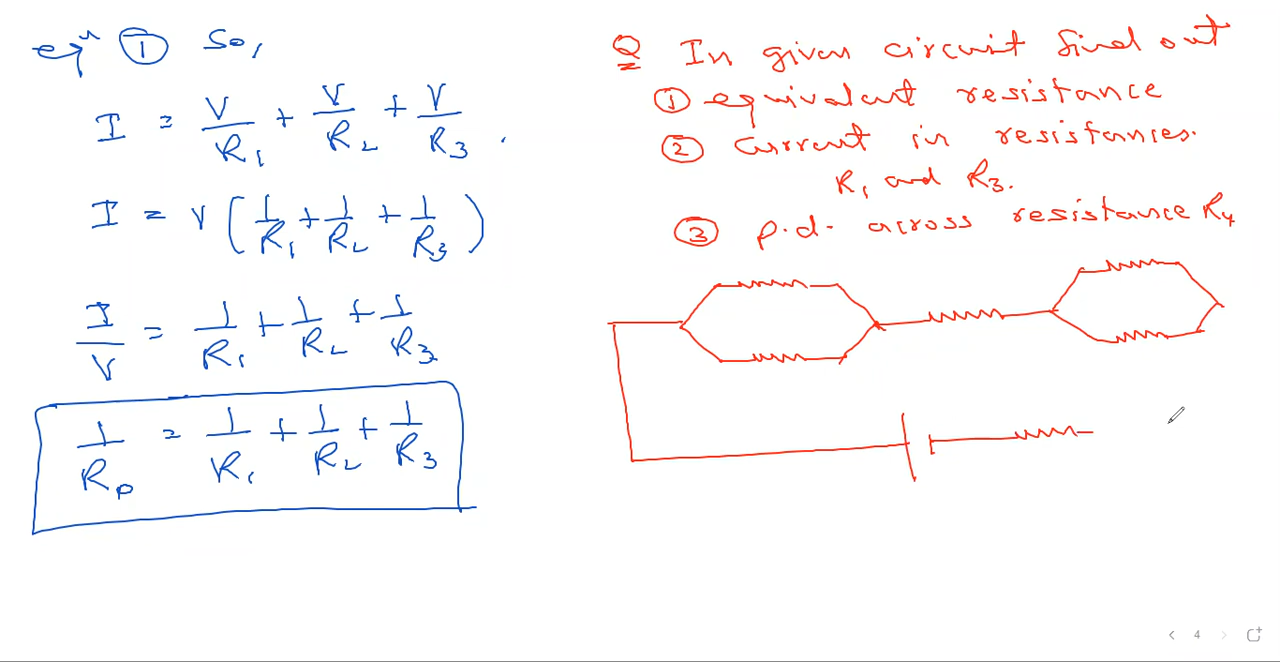 eqⁿ ① So,
I = V/R₁ + V/R₂ + V/R₃ .
I = V ( 1/R₁ + 1/R₂ + 1/R₃ )
I/V = 1/R₁ + 1/R₂ + 1/R₃
1/Rₚ = 1/R₁ + 1/R₂ + 1/R₃
Q In given circuit find out
① equivalent resistance
② current in resistances.
R₁ and R₃.
③ p.d. across resistance R₄
4